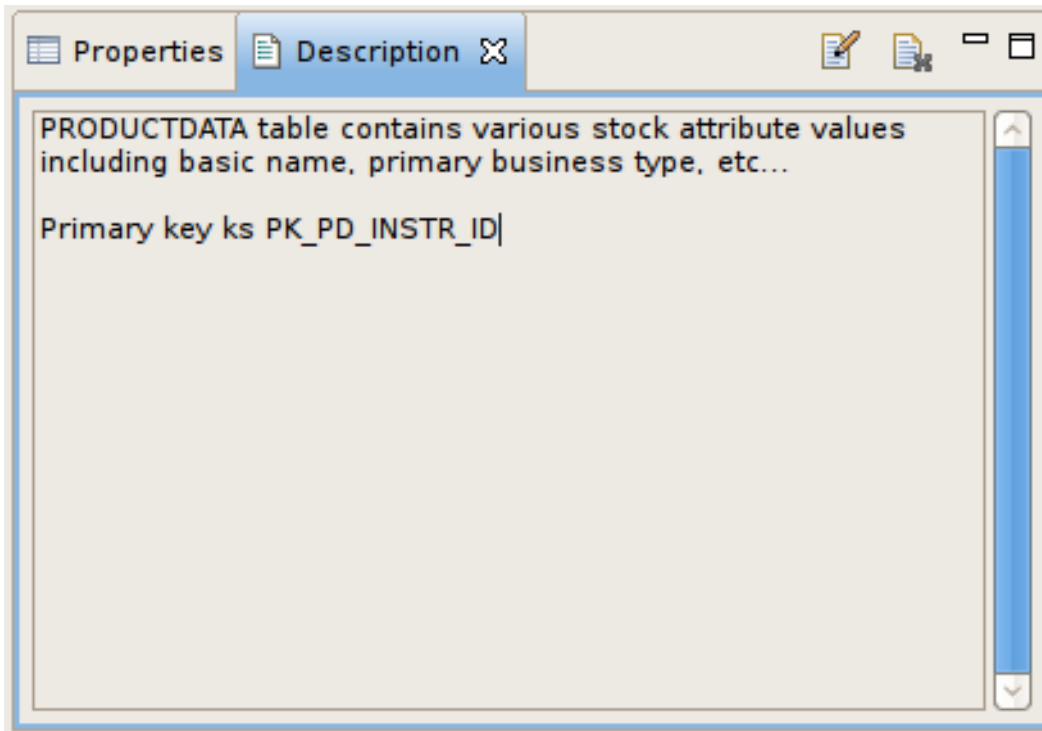 Properties Description
PRODUCTDATA table contains various stock attribute values
including basic name, primary business type, etc...
Primary key ks PK_PD_INSTR_ID